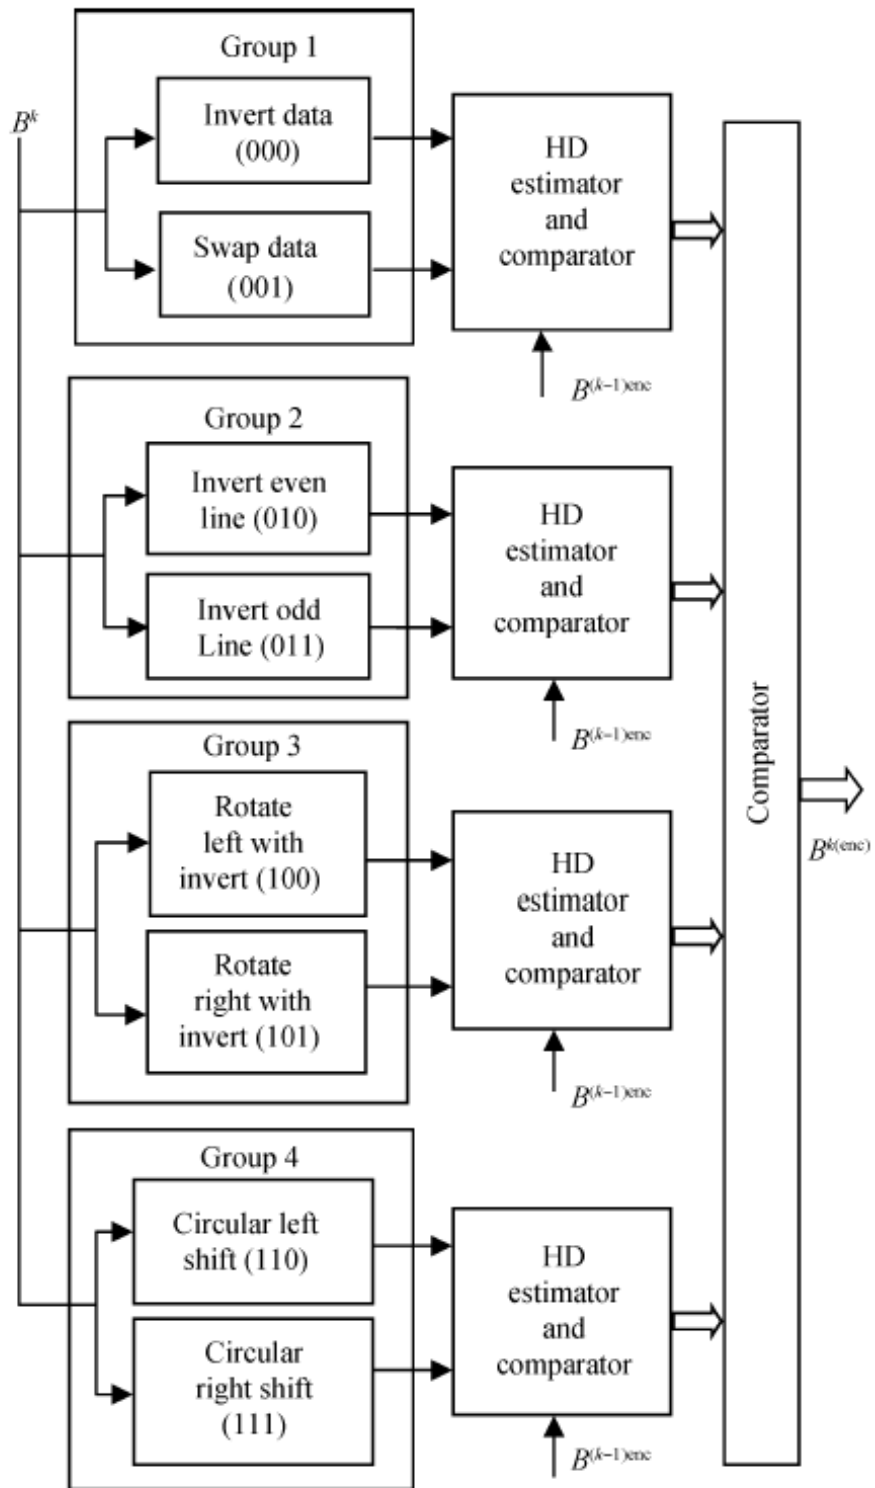 Group 1
B^k
Invert data
(000)
Swap data
(001)
HD
estimator
and
comparator
B^(k−1)enc
Group 2
Invert even
line (010)
Invert odd
Line (011)
HD
estimator
and
comparator
B^(k−1)enc
Group 3
Rotate
left with
invert (100)
Rotate
right with
invert (101)
HD
estimator
and
comparator
B^(k−1)enc
Group 4
Circular left
shift (110)
Circular
right shift
(111)
HD
estimator
and
comparator
B^(k−1)enc
Comparator
B^k(enc)